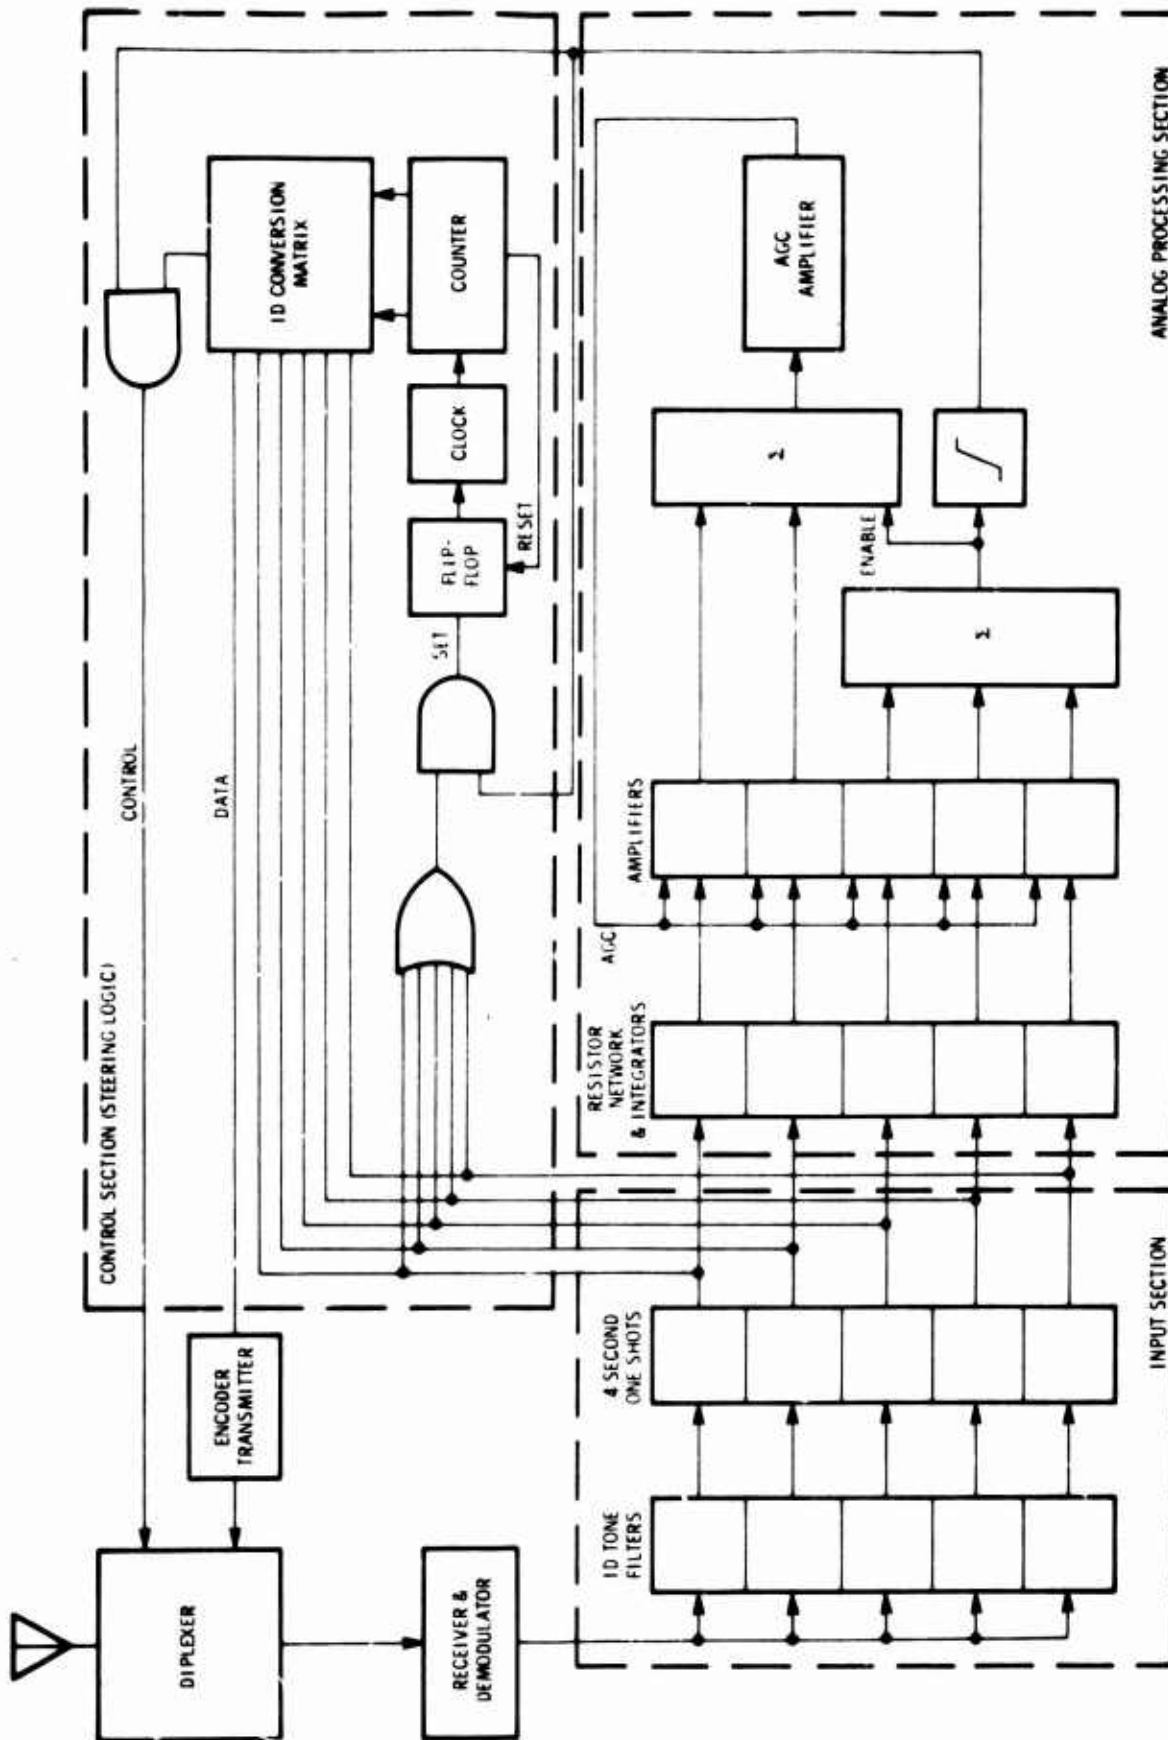 CONTROL SECTION (STEERING LOGIC)
CONTROL
DATA
ID CONVERSION
MATRIX
COUNTER
CLOCK
FLIP-
FLOP
SET
RESET
DIPLEXER
ENCODER
TRANSMITTER
RECEIVER &
DEMODULATOR
ID TONE
FILTERS
4 SECOND
ONE SHOTS
INPUT SECTION
RESISTOR
NETWORK
& INTEGRATORS
AGC
AMPLIFIERS
Σ
ENABLE
Σ
AGC
AMPLIFIER
ANALOG PROCESSING SECTION